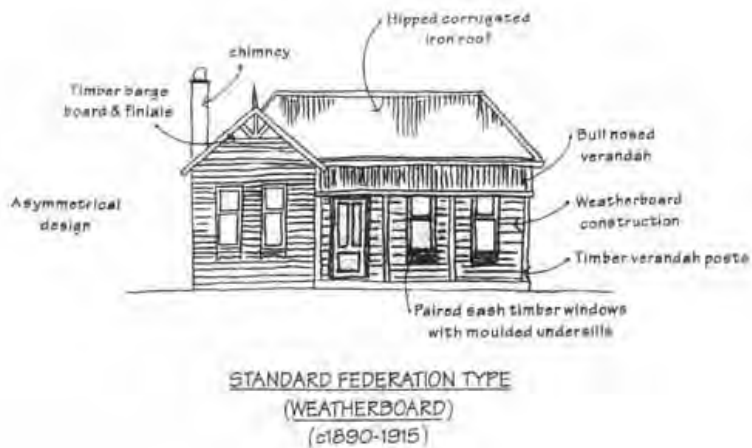 Hipped corrugated
iron roof
chimney
Timber barge
board & finials
Bull nosed
verandah
Asymmetrical
design
Weatherboard
construction
Timber verandah posts
Paired sash timber windows
with moulded undersills
STANDARD FEDERATION TYPE
(WEATHERBOARD)
(c1890-1915)